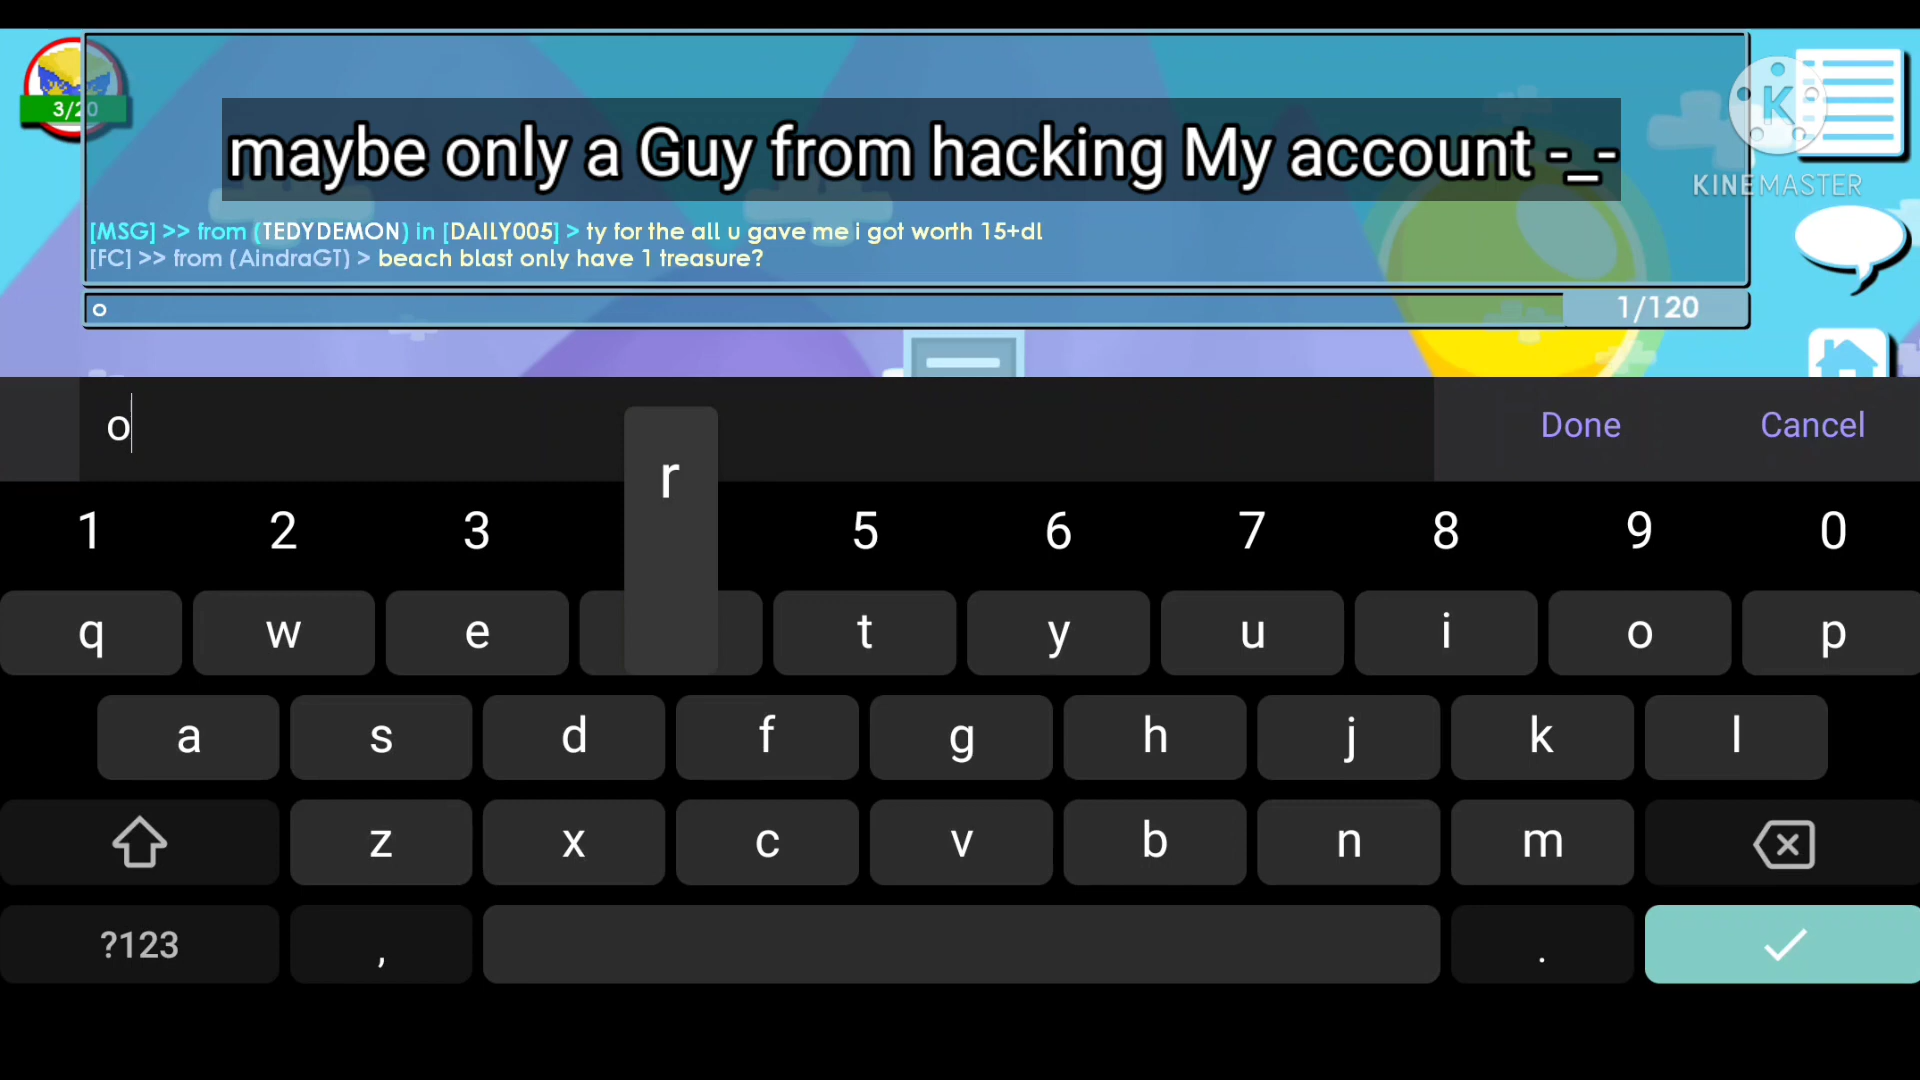 3/20
maybe only a Guy from hacking My account -_-
KINEMASTER
[MSG] >> from (TEDYDEMON) in [DAILY005] > ty for the all u gave me i got worth 15+dl
[FC] >> from (AindraGT) > beach blast only have 1 treasure?
o 1/120
o Done Cancel
r
1 2 3 5 6 7 8 9 0
q w e t y u i o p
a s d f g h j k l
z x c v b n m
?123 , .